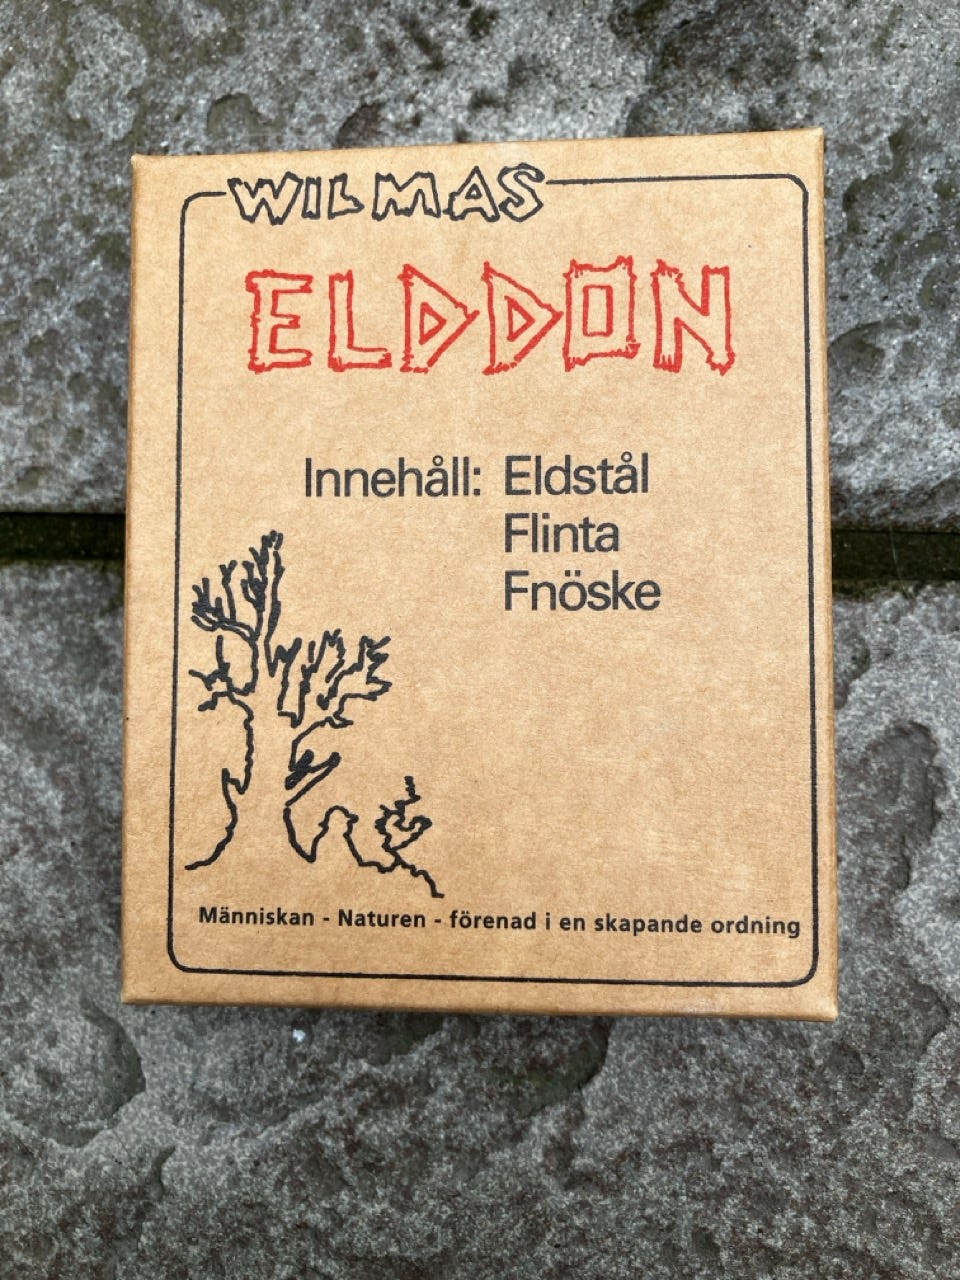 WILMAS
ELDDON
Innehåll: Eldstål
Flinta
Fnöske
Människan - Naturen - förenad i en skapande ordning